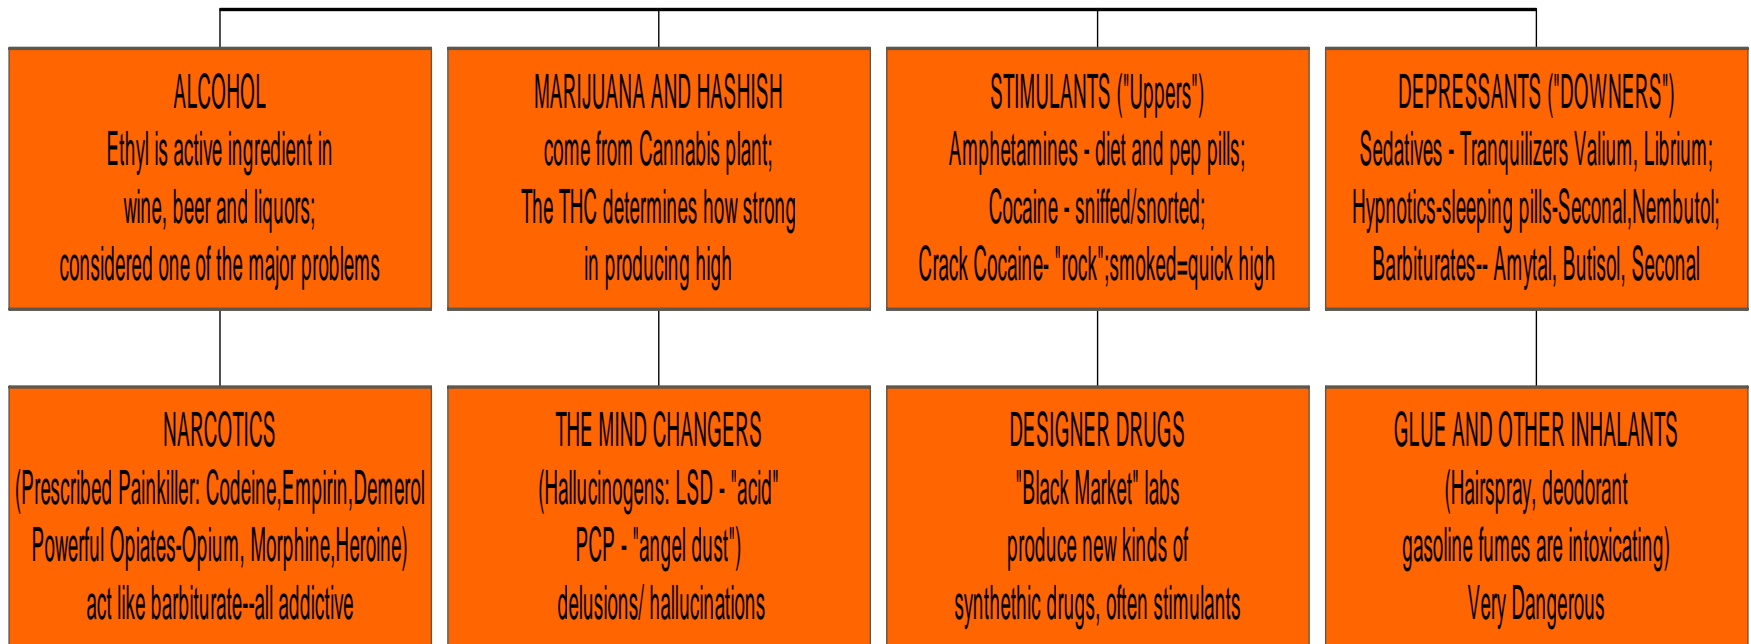 ALCOHOL
Ethyl is active ingredient in
wine, beer and liquors;
considered one of the major problems
MARIJUANA AND HASHISH
come from Cannabis plant;
The THC determines how strong
in producing high
STIMULANTS ("Uppers")
Amphetamines - diet and pep pills;
Cocaine - sniffed/snorted;
Crack Cocaine- "rock";smoked=quick high
DEPRESSANTS ("DOWNERS")
Sedatives - Tranquilizers Valium, Librium;
Hypnotics-sleeping pills-Seconal,Nembutol;
Barbiturates-- Amytal, Butisol, Seconal
NARCOTICS
(Prescribed Painkiller: Codeine,Empirin,Demerol
Powerful Opiates-Opium, Morphine,Heroine)
act like barbiturate--all addictive
THE MIND CHANGERS
(Hallucinogens: LSD - "acid"
PCP - "angel dust")
delusions/ hallucinations
DESIGNER DRUGS
"Black Market" labs
produce new kinds of
synthethic drugs, often stimulants
GLUE AND OTHER INHALANTS
(Hairspray, deodorant
gasoline fumes are intoxicating)
Very Dangerous